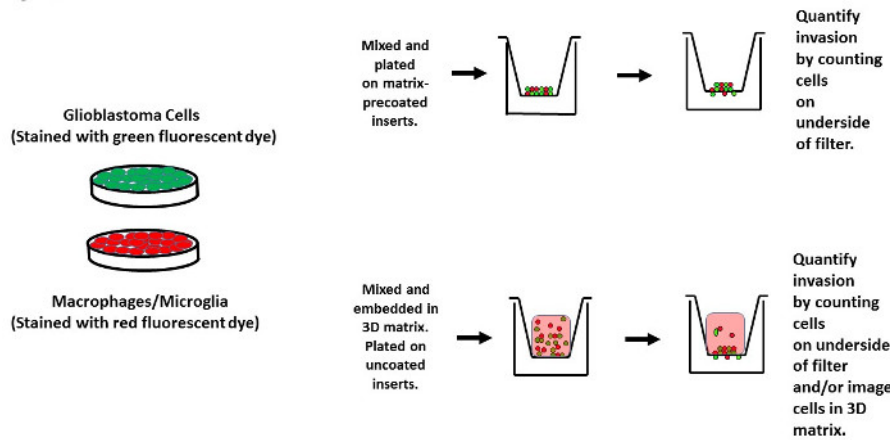 Glioblastoma Cells
(Stained with green fluorescent dye)
Macrophages/Microglia
(Stained with red fluorescent dye)
Mixed and
plated
on matrix-
precoated
inserts.
Quantify
invasion
by counting
cells
on
underside
of filter.
Mixed and
embedded in
3D matrix.
Plated on
uncoated
inserts.
Quantify
invasion
by counting
cells
on underside
of filter
and/or image
cells in 3D
matrix.